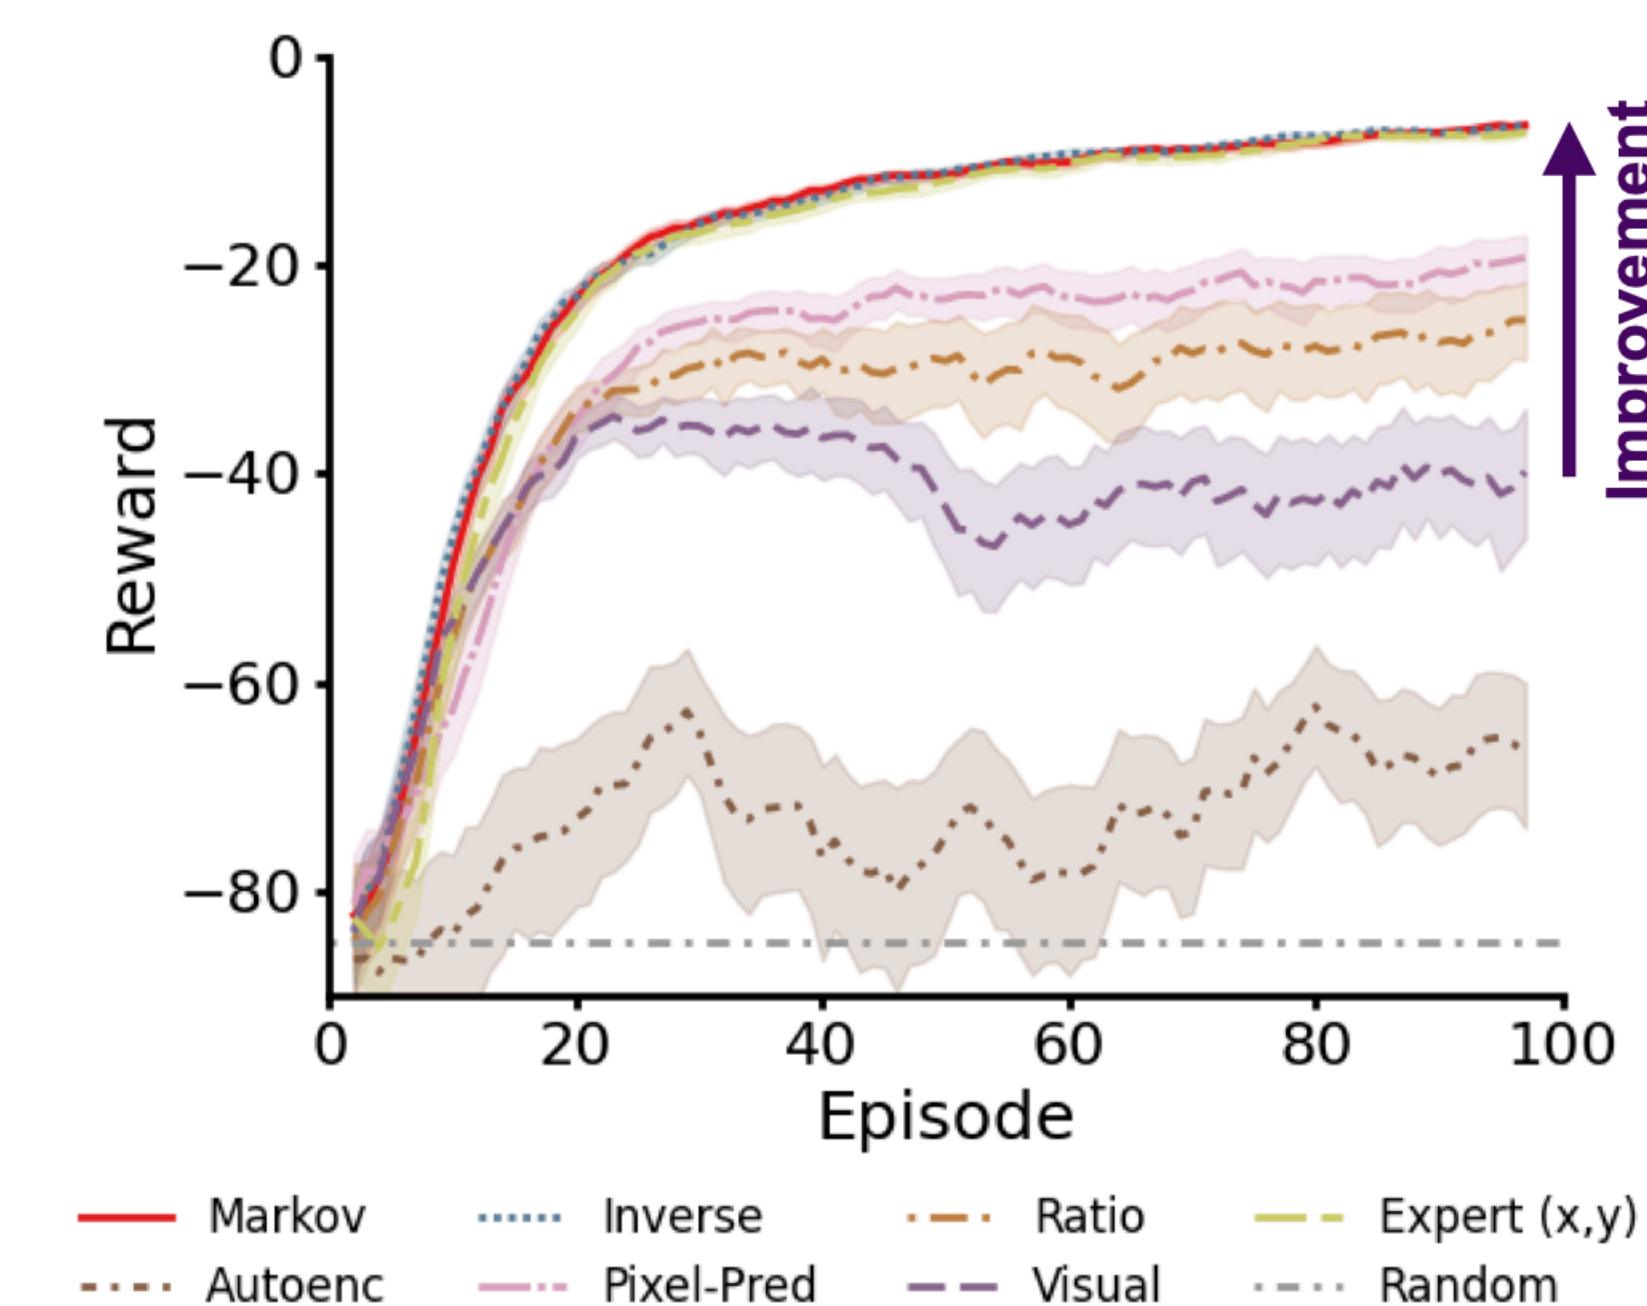 0
−20
−40
−60
−80
Reward
0 20 40 60 80 100
Episode
Improvement
Markov Inverse Ratio Expert (x,y)
Autoenc Pixel-Pred Visual Random